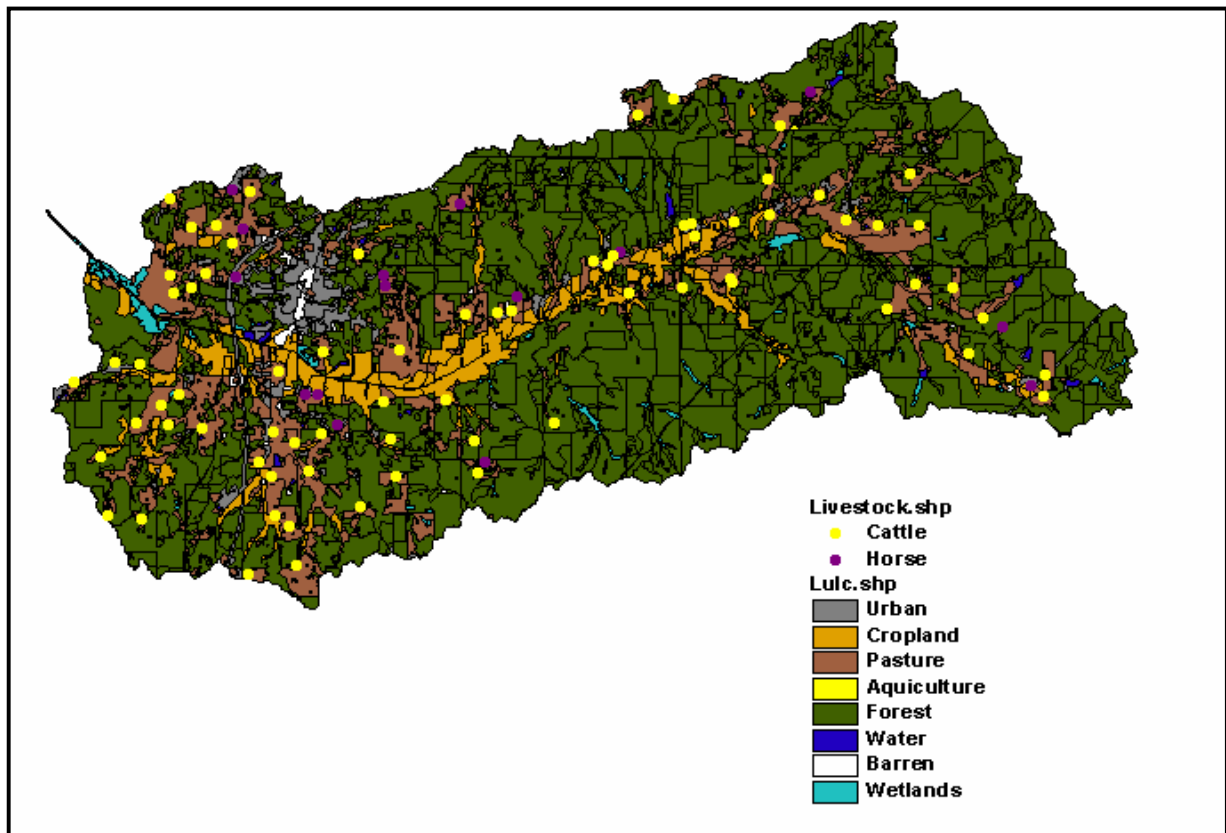 Livestock.shp
Cattle
Horse
Lulc.shp
Urban
Cropland
Pasture
Aquiculture
Forest
Water
Barren
Wetlands